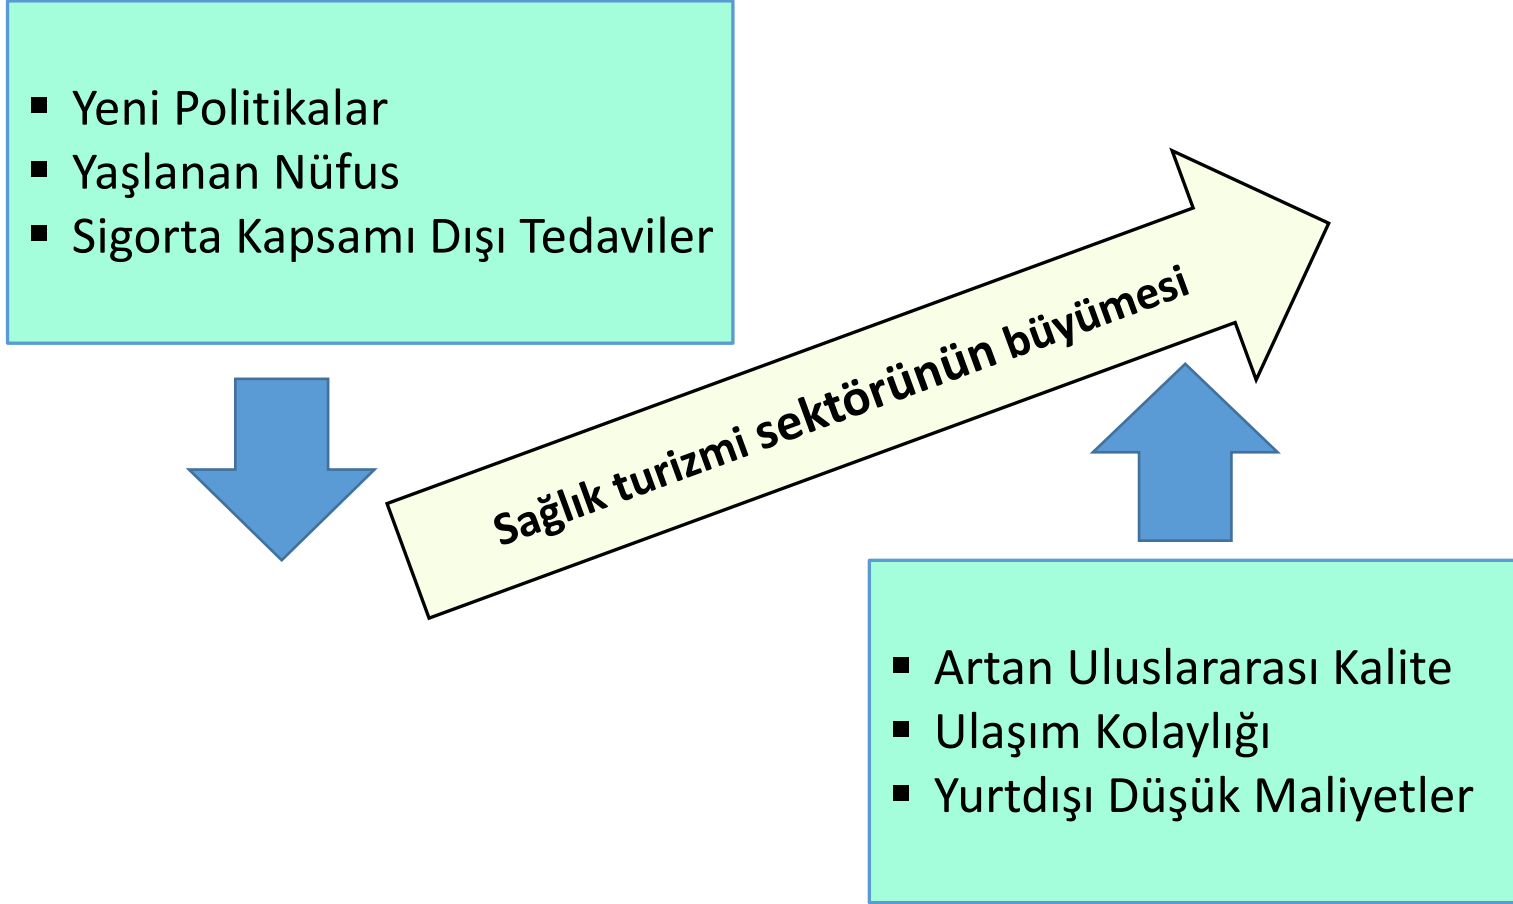 ▪ Yeni Politikalar
▪ Yaşlanan Nüfus
▪ Sigorta Kapsamı Dışı Tedaviler
Sağlık turizmi sektörünün büyümesi
▪ Artan Uluslararası Kalite
▪ Ulaşım Kolaylığı
▪ Yurtdışı Düşük Maliyetler